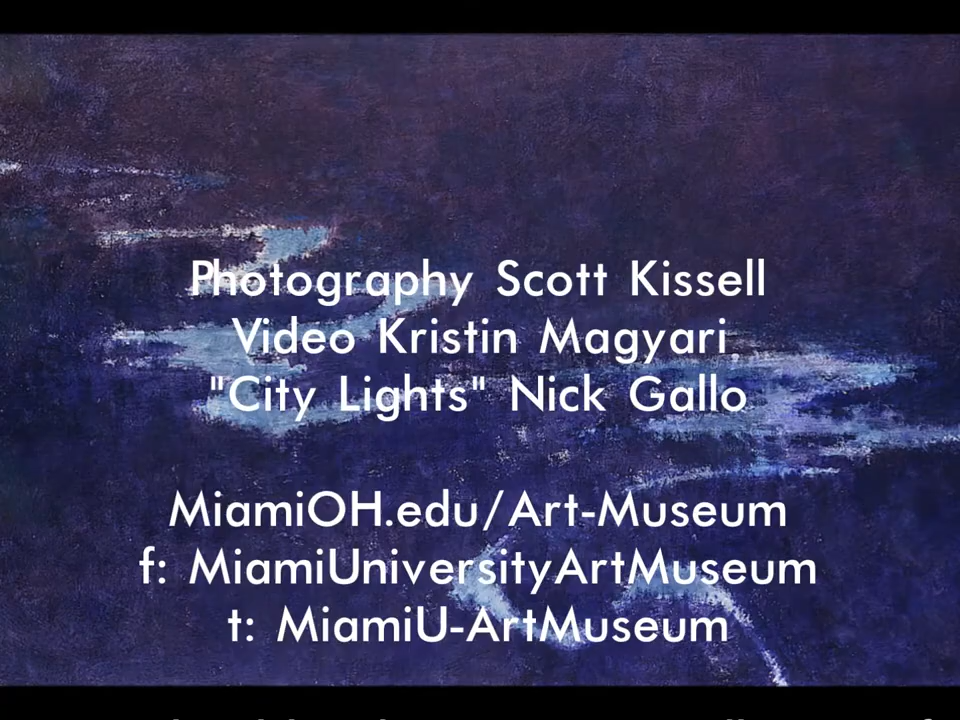 Photography Scott Kissell
Video Kristin Magyari
"City Lights" Nick Gallo
MiamiOH.edu/Art-Museum
f: MiamiUniversityArtMuseum
t: MiamiU-ArtMuseum